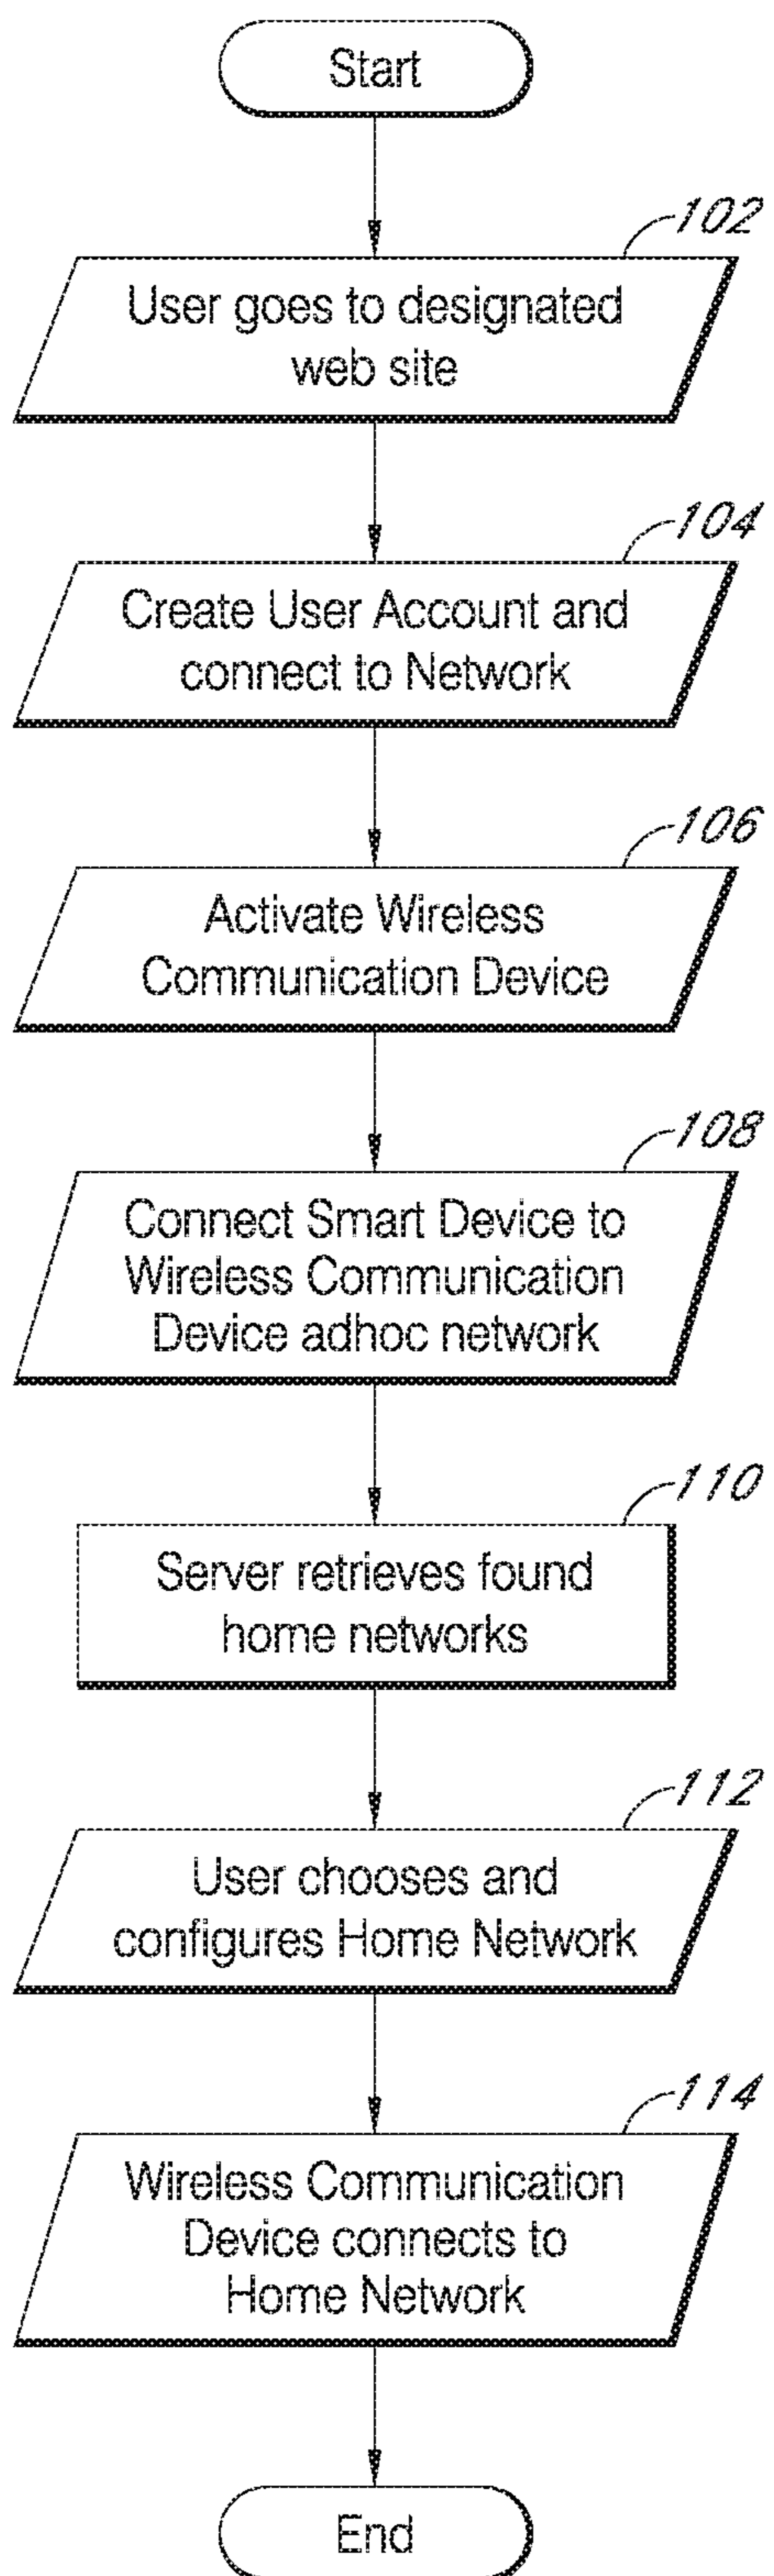 Start
102
User goes to designated
web site
104
Create User Account and
connect to Network
106
Activate Wireless
Communication Device
108
Connect Smart Device to
Wireless Communication
Device adhoc network
110
Server retrieves found
home networks
112
User chooses and
configures Home Network
114
Wireless Communication
Device connects to
Home Network
End